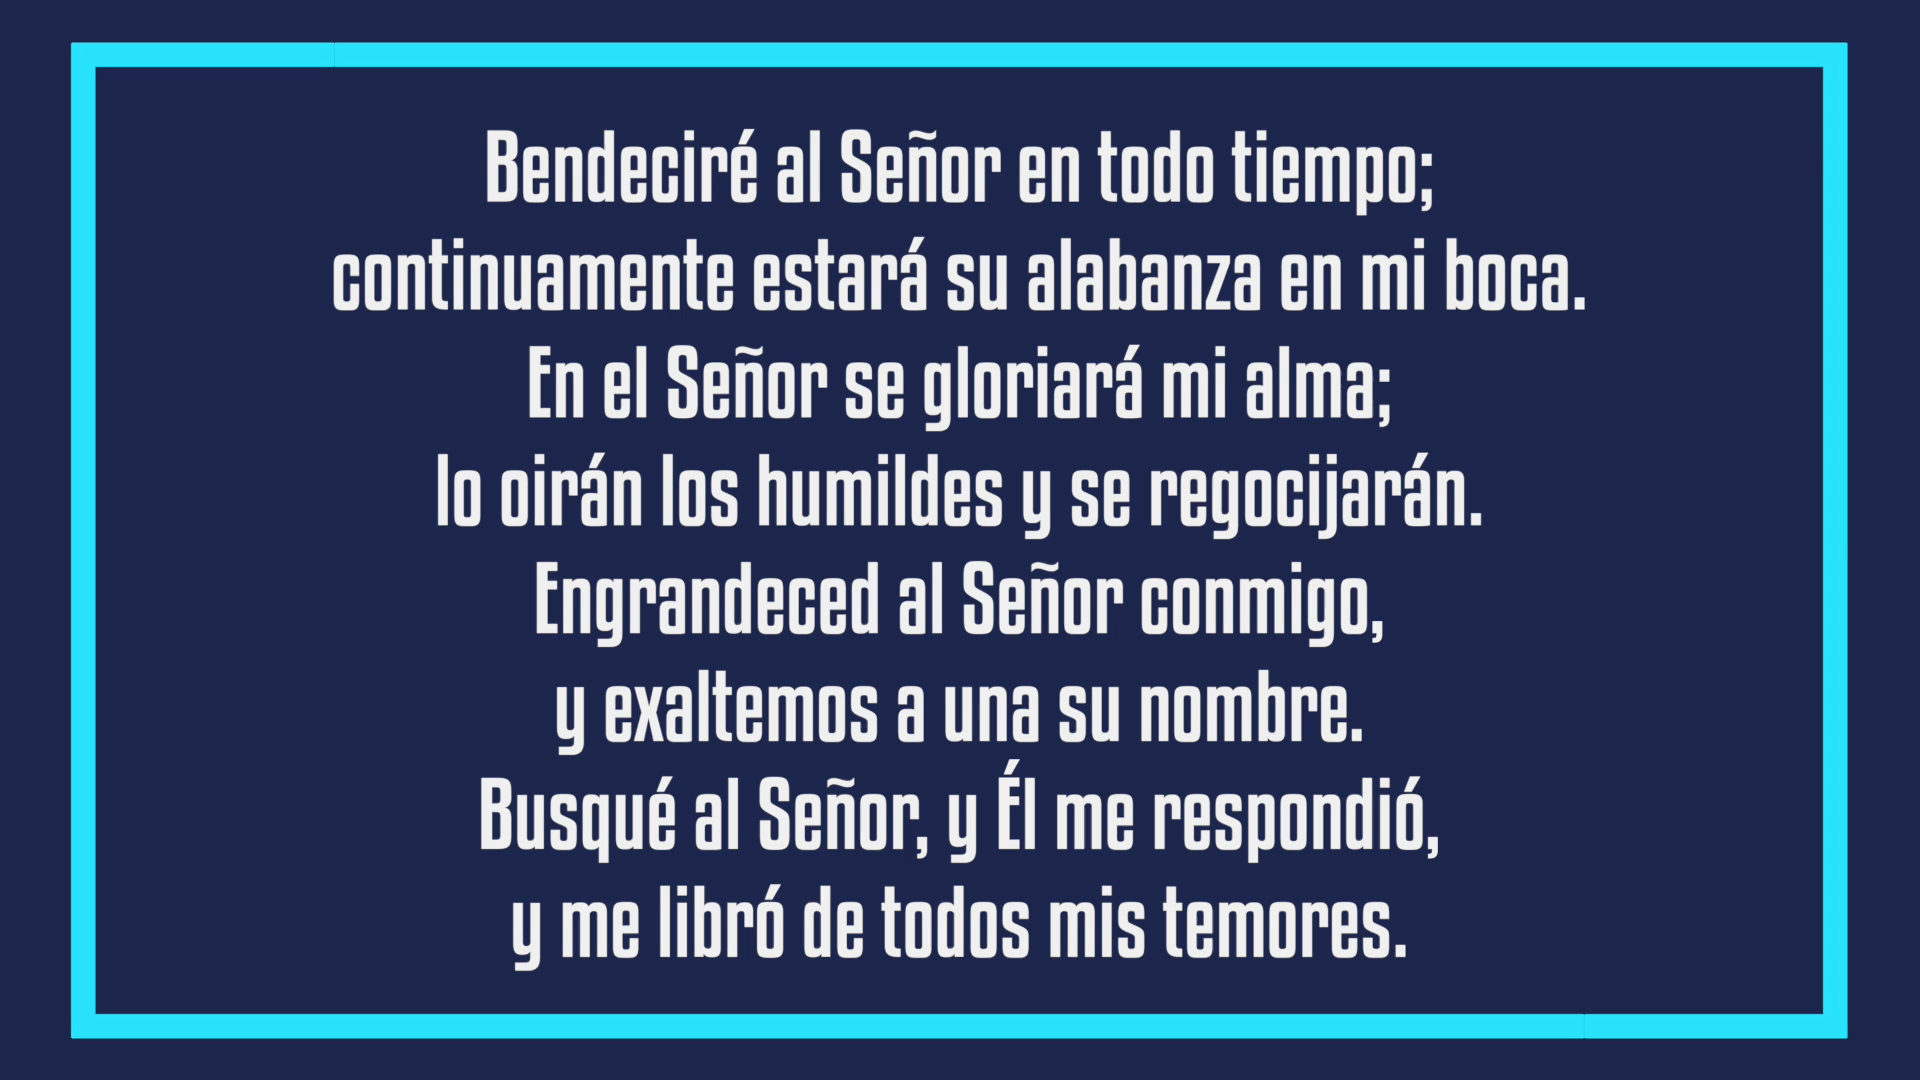 Bendeciré al Señor en todo tiempo;
continuamente estará su alabanza en mi boca.
En el Señor se gloriará mi alma;
lo oirán los humildes y se regocijarán.
Engrandeced al Señor conmigo,
y exaltemos a una su nombre.
Busqué al Señor, y Él me respondió,
y me libró de todos mis temores.